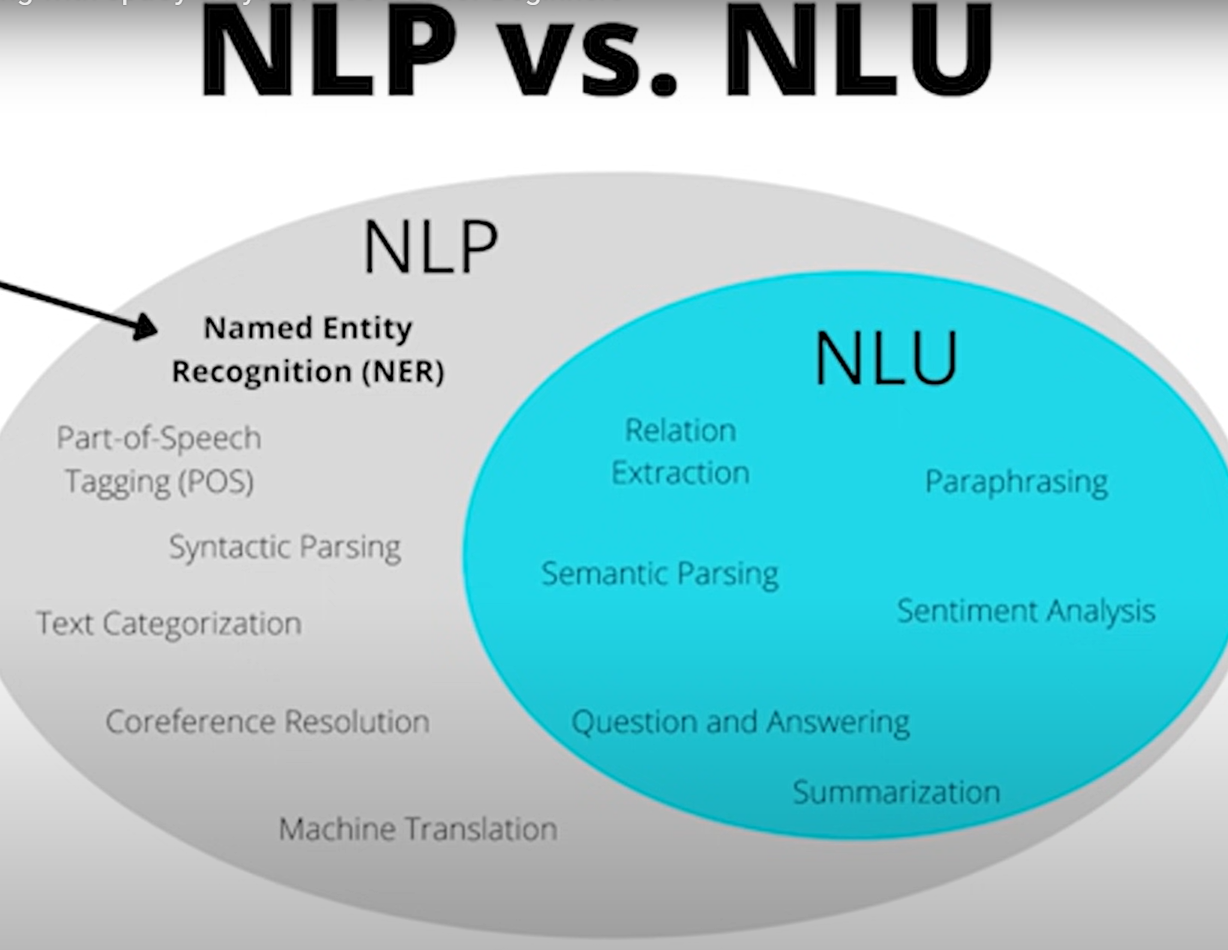 NLP vs. NLU
NLP
Named Entity
Recognition (NER)
Part-of-Speech
Tagging (POS)
Syntactic Parsing
Text Categorization
Coreference Resolution
Machine Translation
NLU
Relation
Extraction
Paraphrasing
Semantic Parsing
Sentiment Analysis
Question and Answering
Summarization